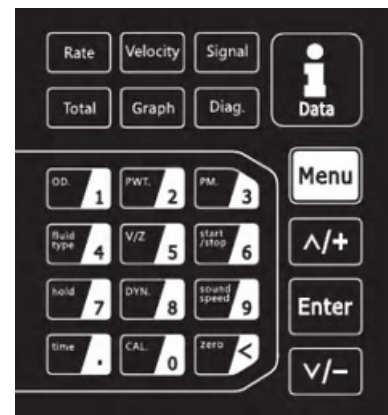 Rate Velocity Signal
Total Graph Diag. Data
OD. 1 PWT. 2 PM. 3 Menu
fluid type 4 V/Z 5 start /stop 6 ∧/+
hold 7 DYN. 8 sound speed 9 Enter
time . CAL. 0 zero < ∨/−